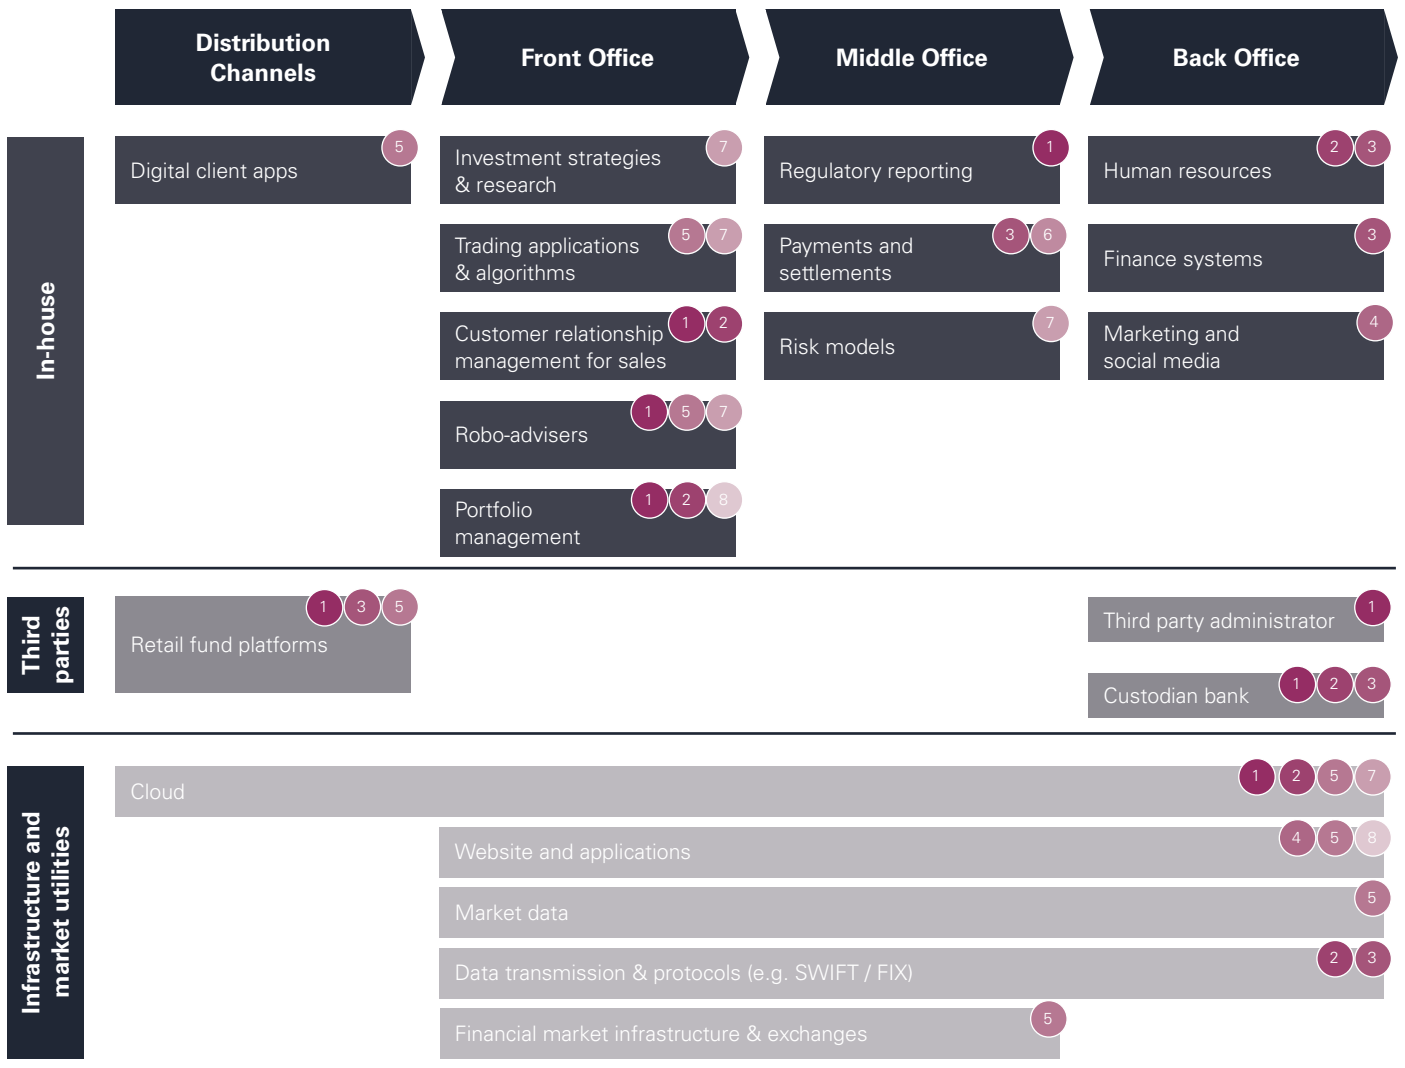 Distribution
Channels
Front Office
Middle Office
Back Office
In-house
Digital client apps
5
Investment strategies
& research
7
Regulatory reporting
1
Human resources
2 3
Trading applications
& algorithms
5 7
Payments and
settlements
3 6
Finance systems
3
Customer relationship
management for sales
1 2
Risk models
7
Marketing and
social media
4
Robo-advisers
1 5 7
Portfolio
management
1 2 8
Third
parties
Retail fund platforms
1 3 5
Third party administrator
1
Custodian bank
1 2 3
Infrastructure and
market utilities
Cloud
1 2 5 7
Website and applications
4 5 8
Market data
5
Data transmission & protocols (e.g. SWIFT / FIX)
2 3
Financial market infrastructure & exchanges
5